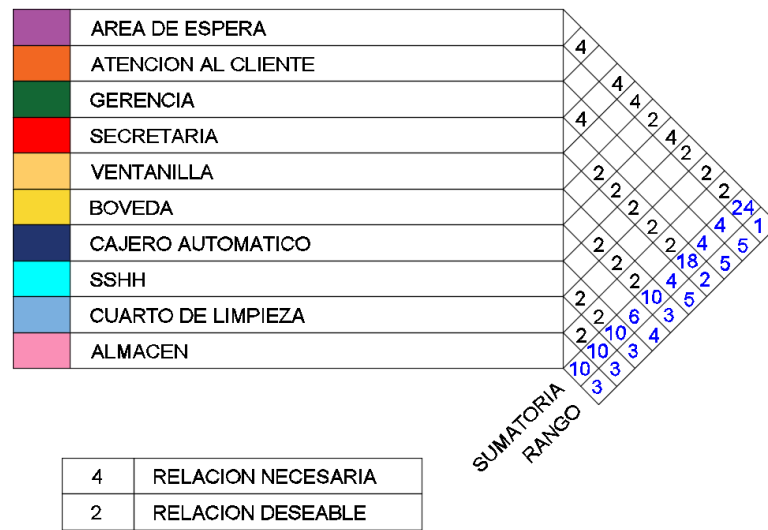 AREA DE ESPERA
4
ATENCION AL CLIENTE
4
GERENCIA 4
4 2
SECRETARIA 4
2
VENTANILLA 2 2
2 2
BOVEDA 2 24
2 4 1
CAJERO AUTOMATICO 2 2 4 5
2 18 5
SSHH 2 4 2
2 10 5
CUARTO DE LIMPIEZA 2 6 3
2 10 4
ALMACEN 10 3
10 3
3
SUMATORIA
RANGO
4 RELACION NECESARIA
2 RELACION DESEABLE